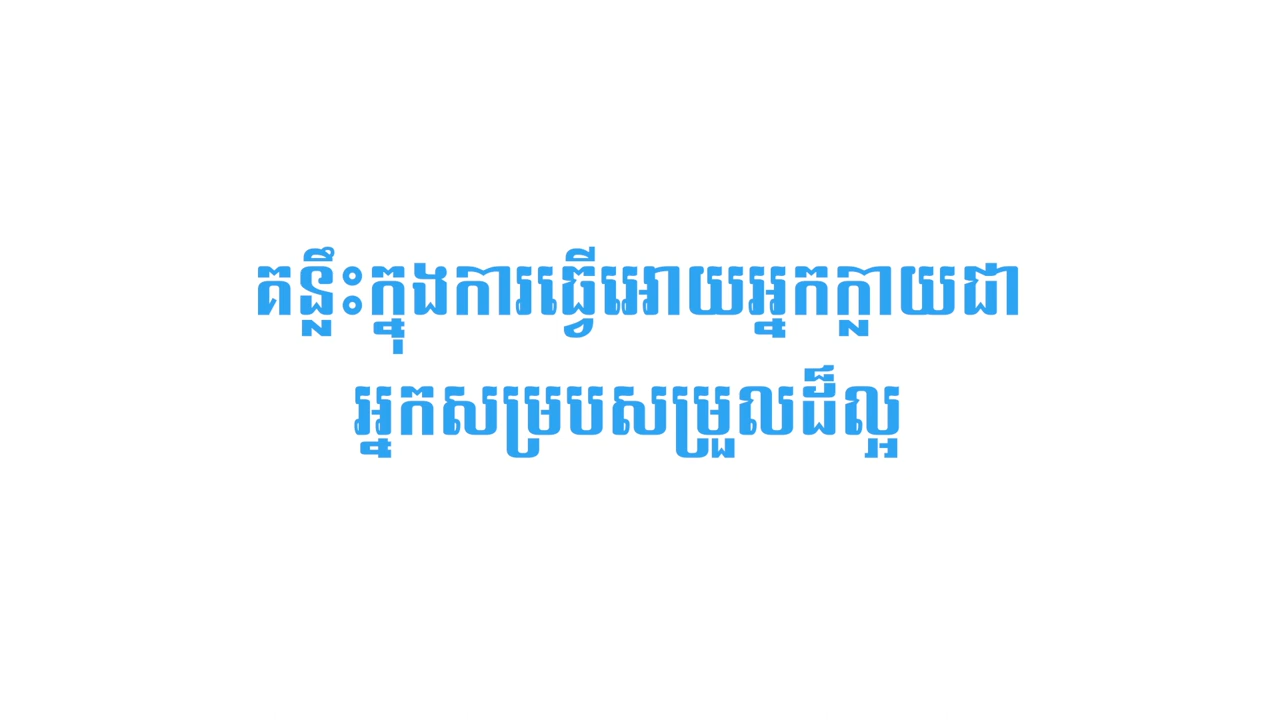 គន្លឹះក្នុងការធ្វើអោយអ្នកក្លាយជា
អ្នកសម្របសម្រួលដ៏ល្អ